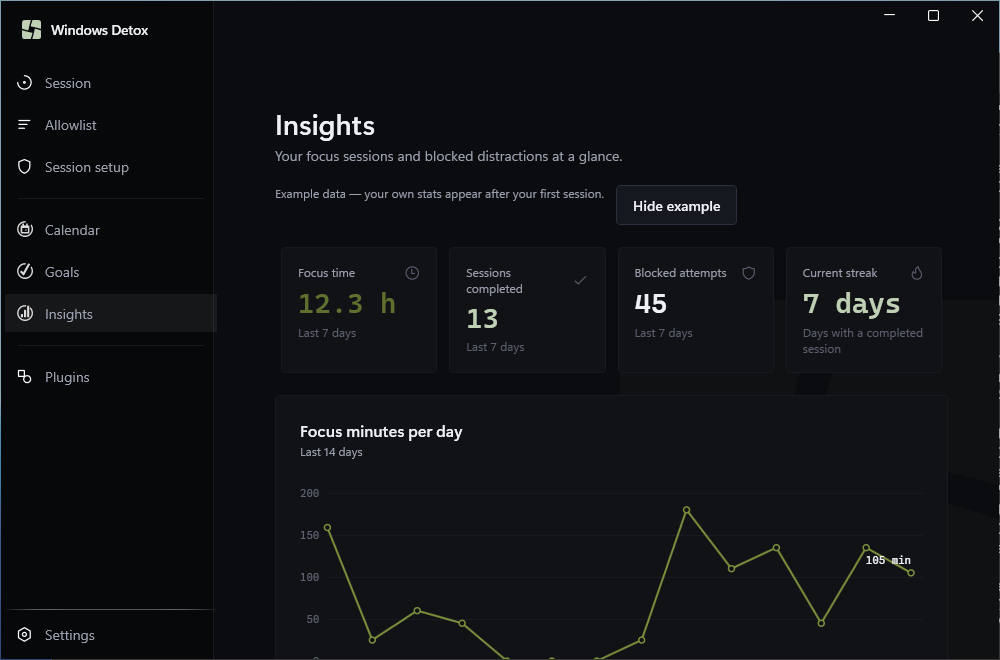 Windows Detox
Session
Allowlist
Session setup
Calendar
Goals
Insights
Plugins
Settings
Insights
Your focus sessions and blocked distractions at a glance.
Example data — your own stats appear after your first session.
Hide example
Focus time
12.3 h
Last 7 days
Sessions
completed
13
Last 7 days
Blocked attempts
45
Last 7 days
Current streak
7 days
Days with a completed
session
Focus minutes per day
Last 14 days
200
150
100
50
105 min